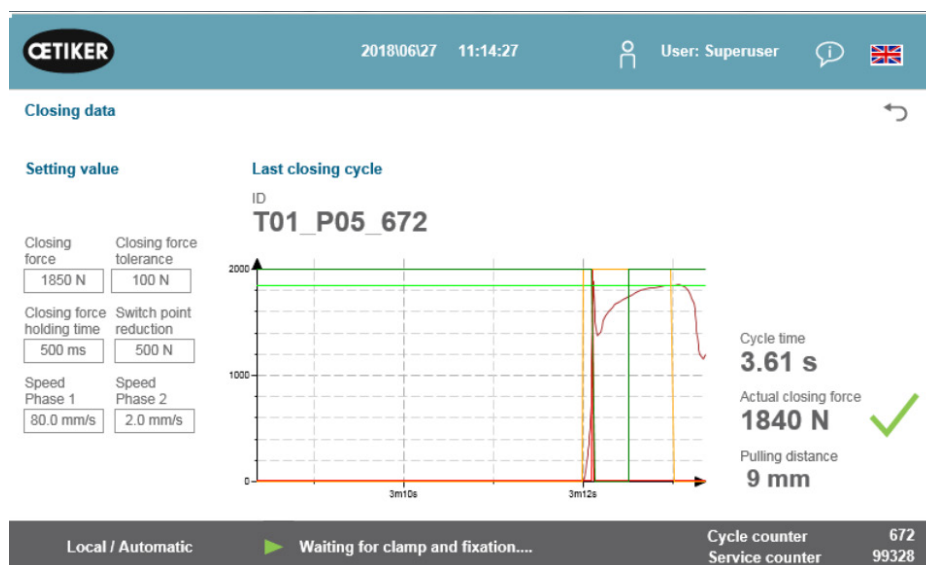 ŒTIKER
2018\06\27 11:14:27
User: Superuser
Closing data
Setting value
Last closing cycle
ID
T01_P05_672
Closing force
Closing force tolerance
1850 N
100 N
Closing force holding time
Switch point reduction
500 ms
500 N
Speed Phase 1
Speed Phase 2
80.0 mm/s
2.0 mm/s
2000
1000
0
3m10s
3m12s
Cycle time
3.61 s
Actual closing force
1840 N
Pulling distance
9 mm
Local / Automatic
Waiting for clamp and fixation....
Cycle counter 672
Service counter 99328